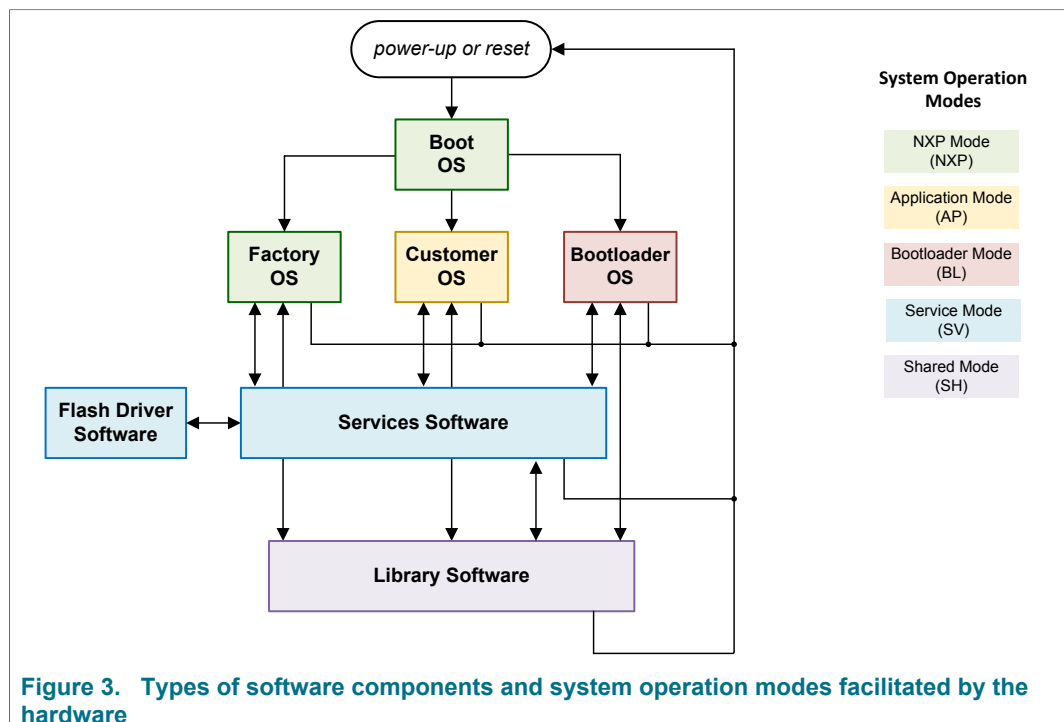 power-up or reset
System Operation
Modes
Boot
OS
NXP Mode
(NXP)
Application Mode
(AP)
Factory
OS
Customer
OS
Bootloader
OS
Bootloader Mode
(BL)
Service Mode
(SV)
Shared Mode
(SH)
Flash Driver
Software
Services Software
Library Software
Figure 3. Types of software components and system operation modes facilitated by the
hardware